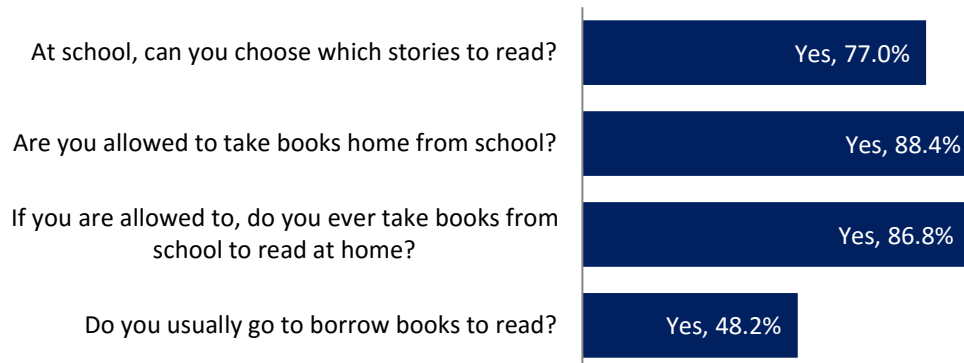 At school, can you choose which stories to read?
Yes, 77.0%
Are you allowed to take books home from school?
Yes, 88.4%
If you are allowed to, do you ever take books from
school to read at home?
Yes, 86.8%
Do you usually go to borrow books to read?
Yes, 48.2%